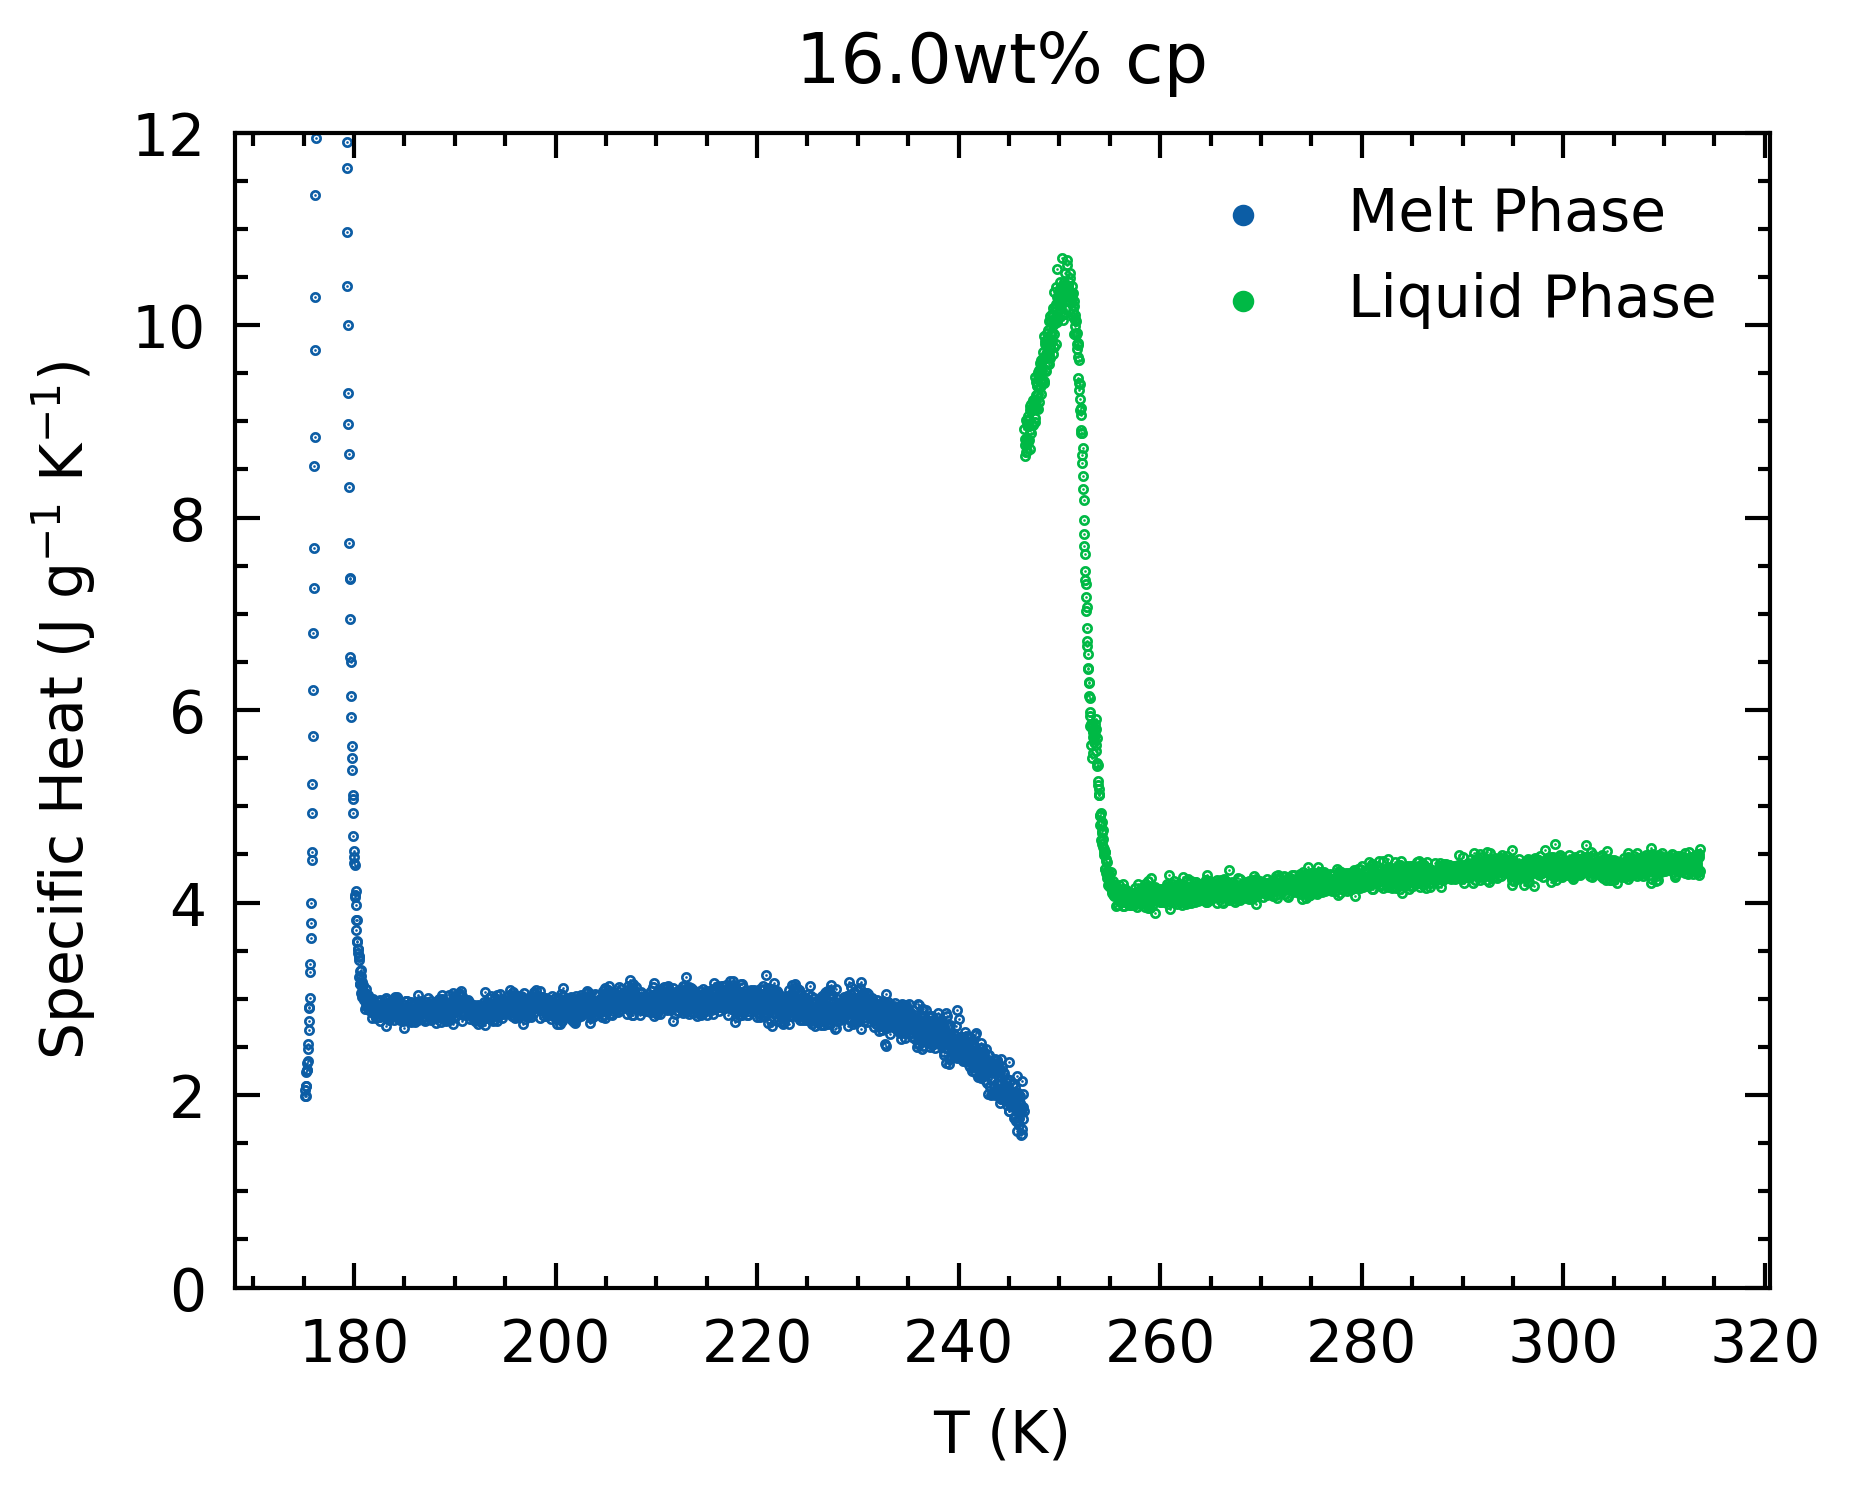 16.0wt% cp
Specific Heat (J g⁻¹ K⁻¹)
12
10
8
6
4
2
0
Melt Phase
Liquid Phase
180 200 220 240 260 280 300 320
T (K)